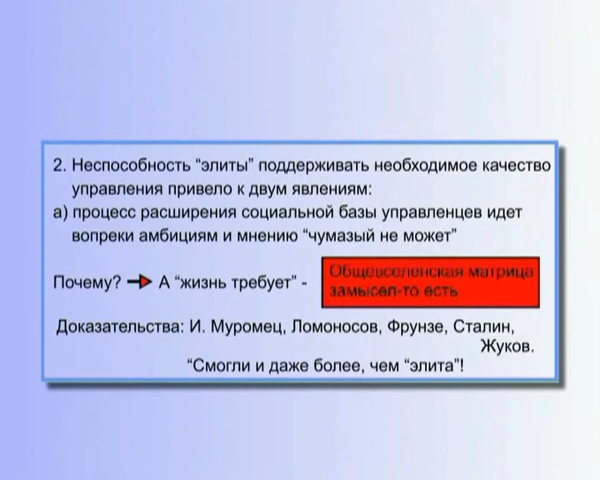 2. Неспособность “элиты” поддерживать необходимое качество
управления привело к двум явлениям:
а) процесс расширения социальной базы управленцев идет
вопреки амбициям и мнению “чумазый не может”
Почему? А “жизнь требует” - Общевселенская матрица
замысел-то есть
Доказательства: И. Муромец, Ломоносов, Фрунзе, Сталин,
Жуков.
“Смогли и даже более, чем “элита”!